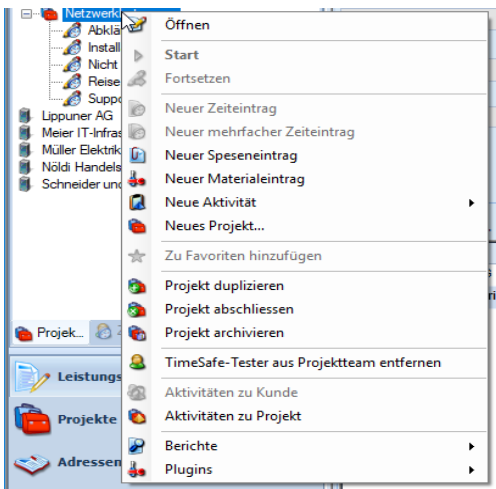 Netzwerk
Abklä
Install
Nicht
Reise
Suppo
Lippuner AG
Meier IT-Infras
Müller Elektrik
Nöldi Handels
Schneider und
Projek...
Leistungs
Projekte
Adressen
Öffnen
Start
Fortsetzen
Neuer Zeiteintrag
Neuer mehrfacher Zeiteintrag
Neuer Speseneintrag
Neuer Materialeintrag
Neue Aktivität
Neues Projekt...
Zu Favoriten hinzufügen
Projekt duplizieren
Projekt abschliessen
Projekt archivieren
TimeSafe-Tester aus Projektteam entfernen
Aktivitäten zu Kunde
Aktivitäten zu Projekt
Berichte
Plugins